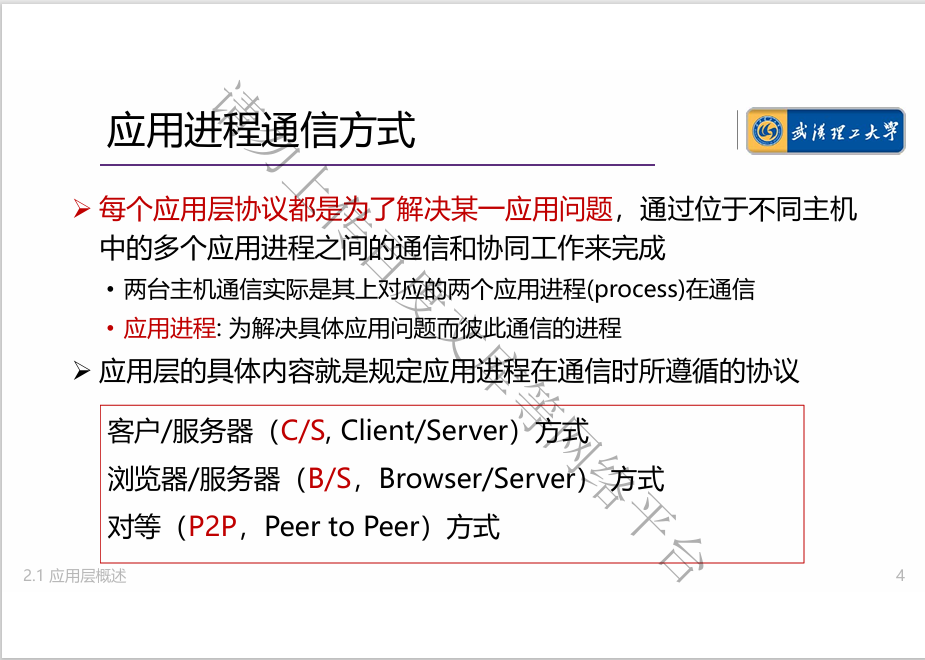 应用进程通信方式
武汉理工大学
每个应用层协议都是为了解决某一应用问题，通过位于不同主机
中的多个应用进程之间的通信和协同工作来完成
• 两台主机通信实际是其上对应的两个应用进程(process)在通信
• 应用进程: 为解决具体应用问题而彼此通信的进程
应用层的具体内容就是规定应用进程在通信时所遵循的协议
客户/服务器（C/S, Client/Server）方式
浏览器/服务器（B/S，Browser/Server） 方式
对等（P2P，Peer to Peer）方式
请勿上传百度文库等网络平台
2.1 应用层概述
4